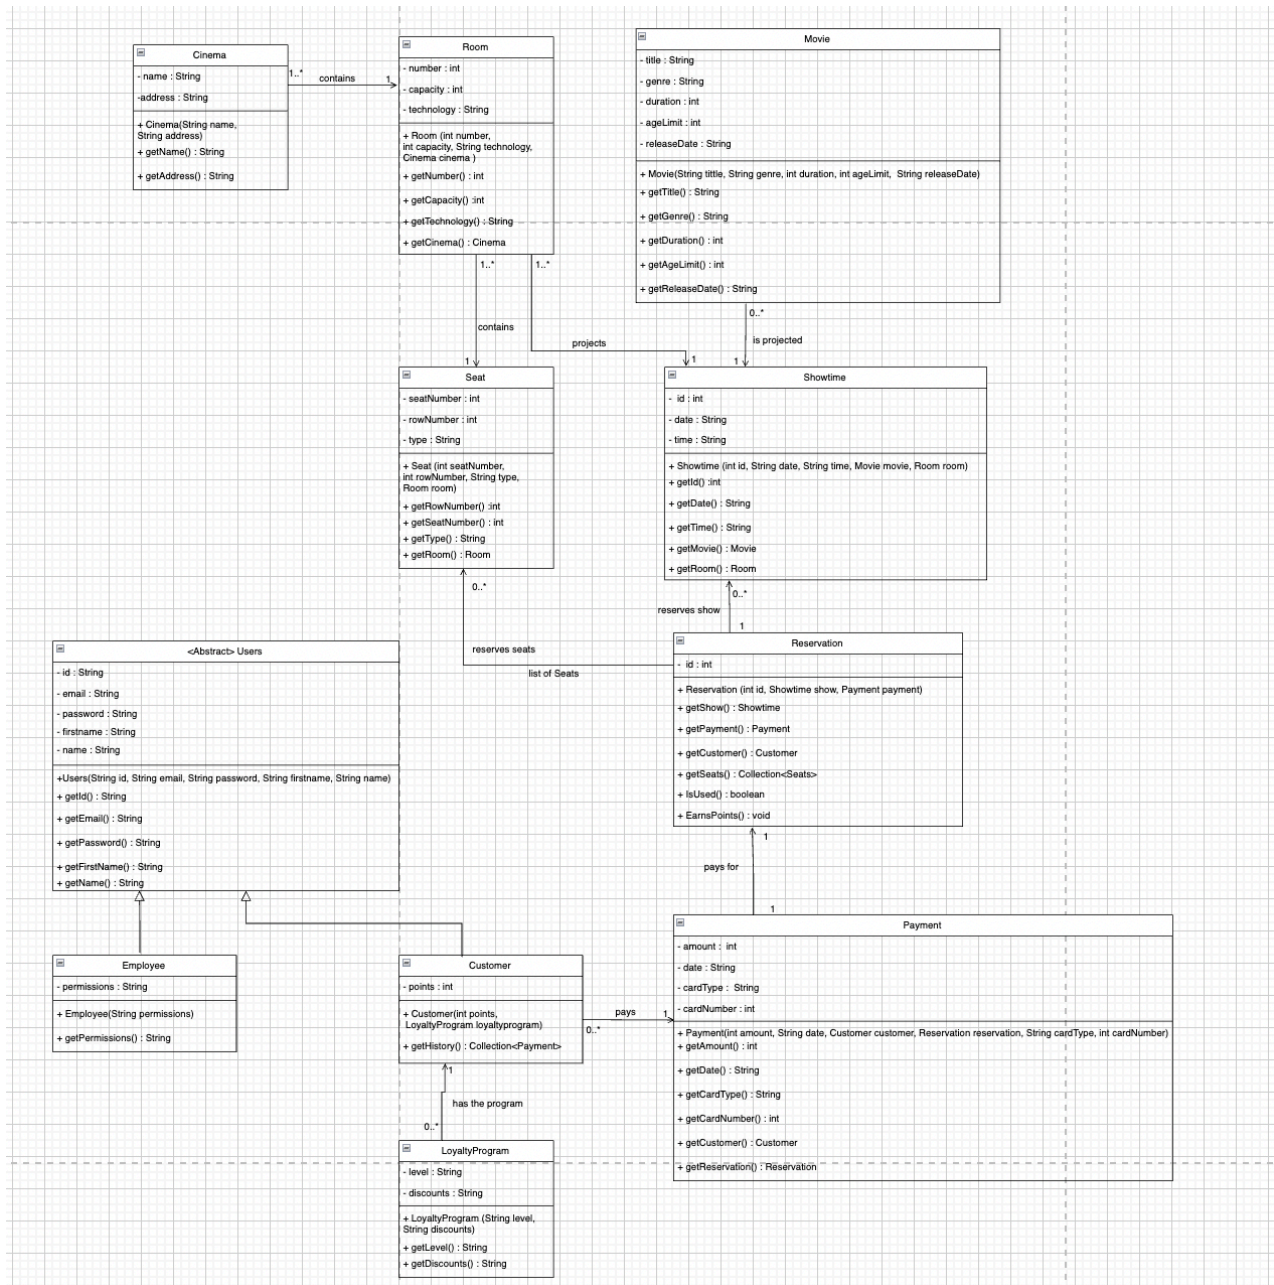 Cinema
- name : String
-address : String
+ Cinema(String name,
String address)
+ getName() : String
+ getAddress() : String
1..*
contains
1
Room
- number : int
- capacity : int
- technology : String
+ Room (int number,
int capacity, String technology,
Cinema cinema )
+ getNumber() : int
+ getCapacity() :int
+ getTechnology() : String
+ getCinema() : Cinema
Movie
- title : String
- genre : String
- duration : int
- ageLimit : int
- releaseDate : String
+ Movie(String tittle, String genre, int duration, int ageLimit,  String releaseDate)
+ getTitle() : String
+ getGenre() : String
+ getDuration() : int
+ getAgeLimit() : int
+ getReleaseDate() : String
1..*
contains
1
1..*
projects
1
0..*
is projected
1
Seat
- seatNumber : int
- rowNumber : int
- type : String
+ Seat (int seatNumber,
int rowNumber, String type,
Room room)
+ getRowNumber() :int
+ getSeatNumber() : int
+ getType() : String
+ getRoom() : Room
Showtime
-  id : int
- date : String
- time : String
+ Showtime (int id, String date, String time, Movie movie, Room room)
+ getId() :int
+ getDate() : String
+ getTime() : String
+ getMovie() : Movie
+ getRoom() : Room
0..*
reserves seats
list of Seats
0..*
reserves show
1
Reservation
-  id : int
+ Reservation (int id, Showtime show, Payment payment)
+ getShow() : Showtime
+ getPayment() : Payment
+ getCustomer() : Customer
+ getSeats() : Collection<Seats>
+ IsUsed() : boolean
+ EarnsPoints() : void
<Abstract> Users
- id : String
- email : String
- password : String
- firstname : String
- name : String
+Users(String id, String email, String password, String firstname, String name)
+ getId() : String
+ getEmail() : String
+ getPassword() : String
+ getFirstName() : String
+ getName() : String
1
pays for
1
Employee
- permissions : String
+ Employee(String permissions)
+ getPermissions() : String
Customer
- points : int
+ Customer(int points,
LoyaltyProgram loyaltyprogram)
+ getHistory() : Collection<Payment>
pays
1
0..*
Payment
- amount :  int
- date : String
- cardType :  String
- cardNumber : int
+ Payment(int amount, String date, Customer customer, Reservation reservation, String cardType, int cardNumber)
+ getAmount() : int
+ getDate() : String
+ getCardType() : String
+ getCardNumber() : int
+ getCustomer() : Customer
+ getReservation() : Reservation
1
has the program
0..*
LoyaltyProgram
- level : String
- discounts : String
+ LoyaltyProgram (String level,
String discounts)
+ getLevel() : String
+ getDiscounts() : String